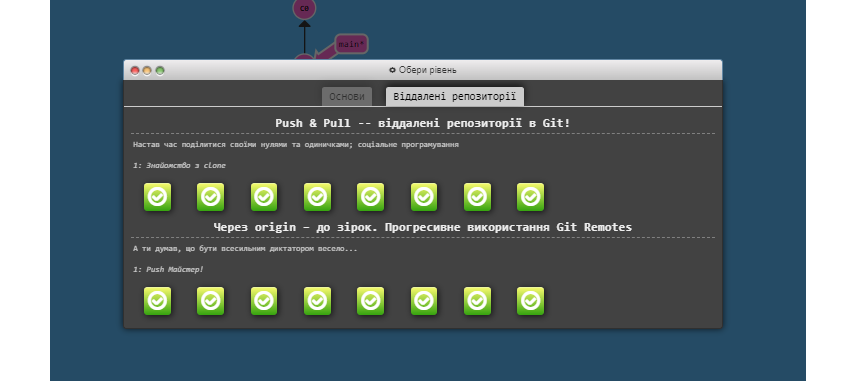 c0
main*
Обери рівень
Основи
Віддалені репозиторії
Push & Pull -- віддалені репозиторії в Git!
Настав час поділитися своїми нулями та одиничками; соціальне програмування
1: Знайомство з clone
Через origin – до зірок. Прогресивне використання Git Remotes
А ти думав, що бути всесильним диктатором весело...
1: Push Майстер!